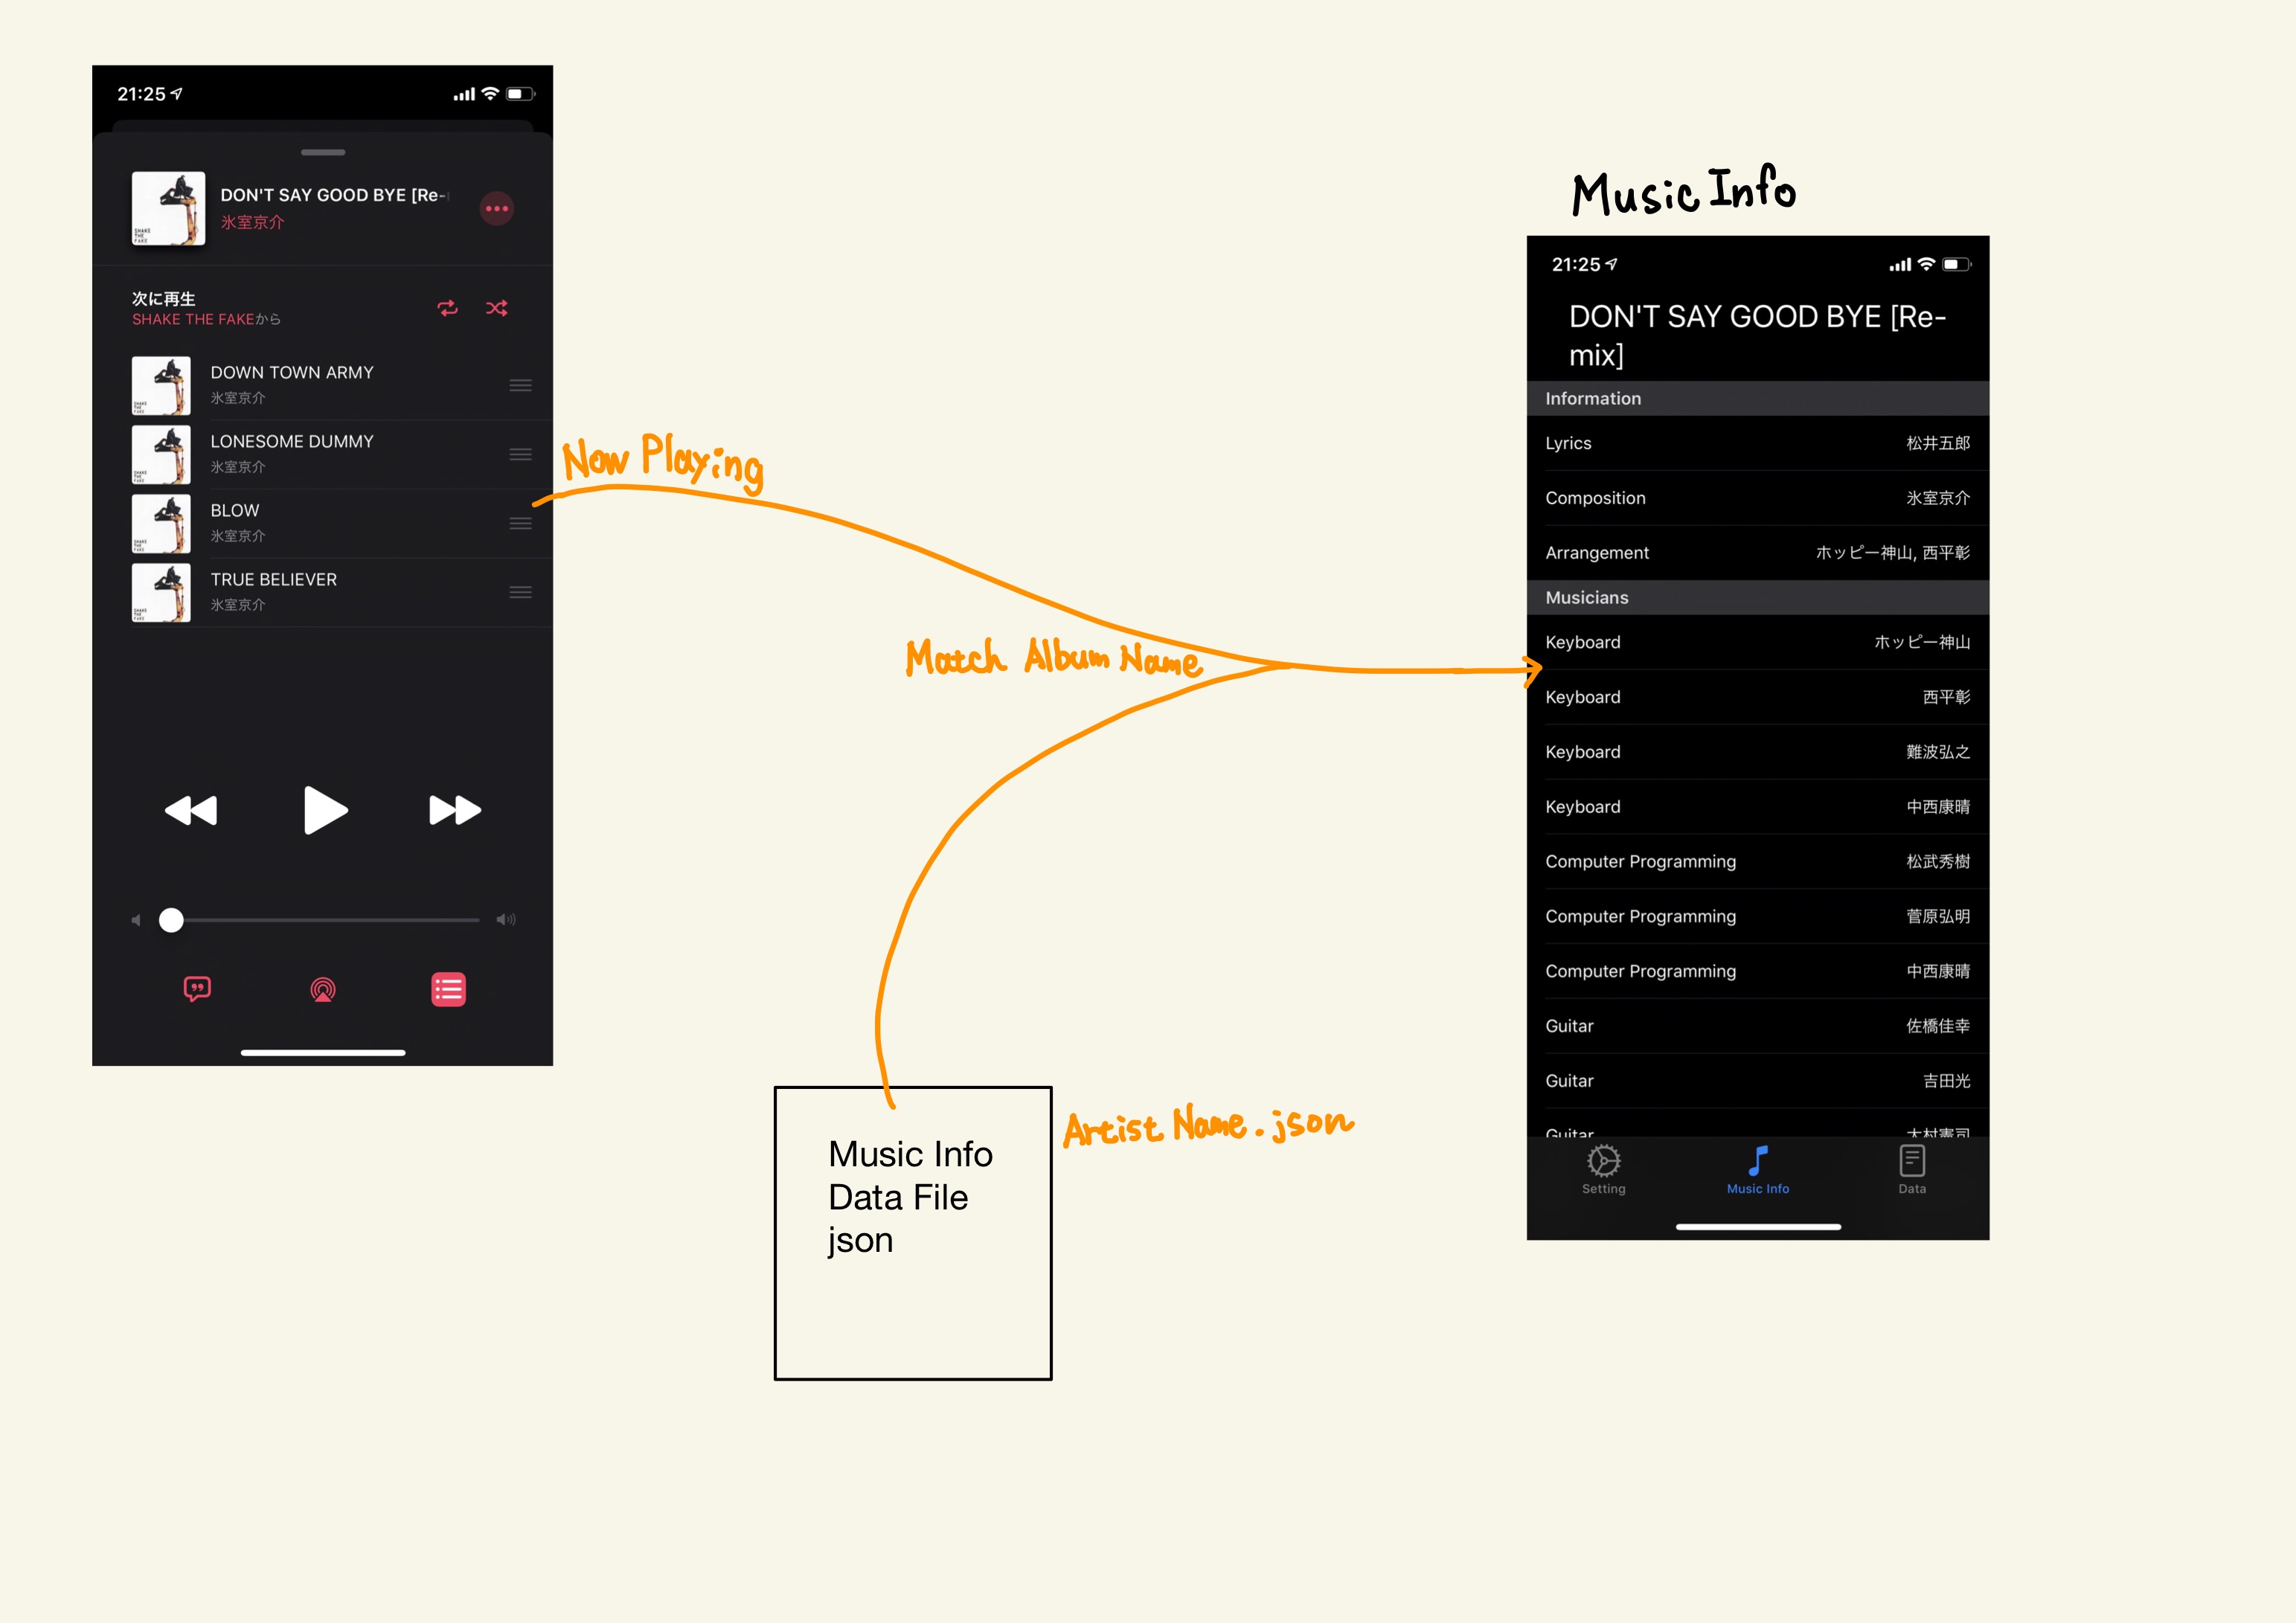 21:25
DON'T SAY GOOD BYE [Re-
氷室京介
次に再生
SHAKE THE FAKEから
DOWN TOWN ARMY
氷室京介
LONESOME DUMMY
氷室京介
BLOW
氷室京介
TRUE BELIEVER
氷室京介
Now Playing
Match Album Name
Music Info
Data File
json
Artist Name.json
Music Info
21:25
DON'T SAY GOOD BYE [Re-
mix]
Information
Lyrics 松井五郎
Composition 氷室京介
Arrangement ホッピー神山, 西平彰
Musicians
Keyboard ホッピー神山
Keyboard 西平彰
Keyboard 難波弘之
Keyboard 中西康晴
Computer Programming 松武秀樹
Computer Programming 菅原弘明
Computer Programming 中西康晴
Guitar 佐橋佳幸
Guitar 吉田光
Guitar 大村憲司
Setting
Music Info
Data